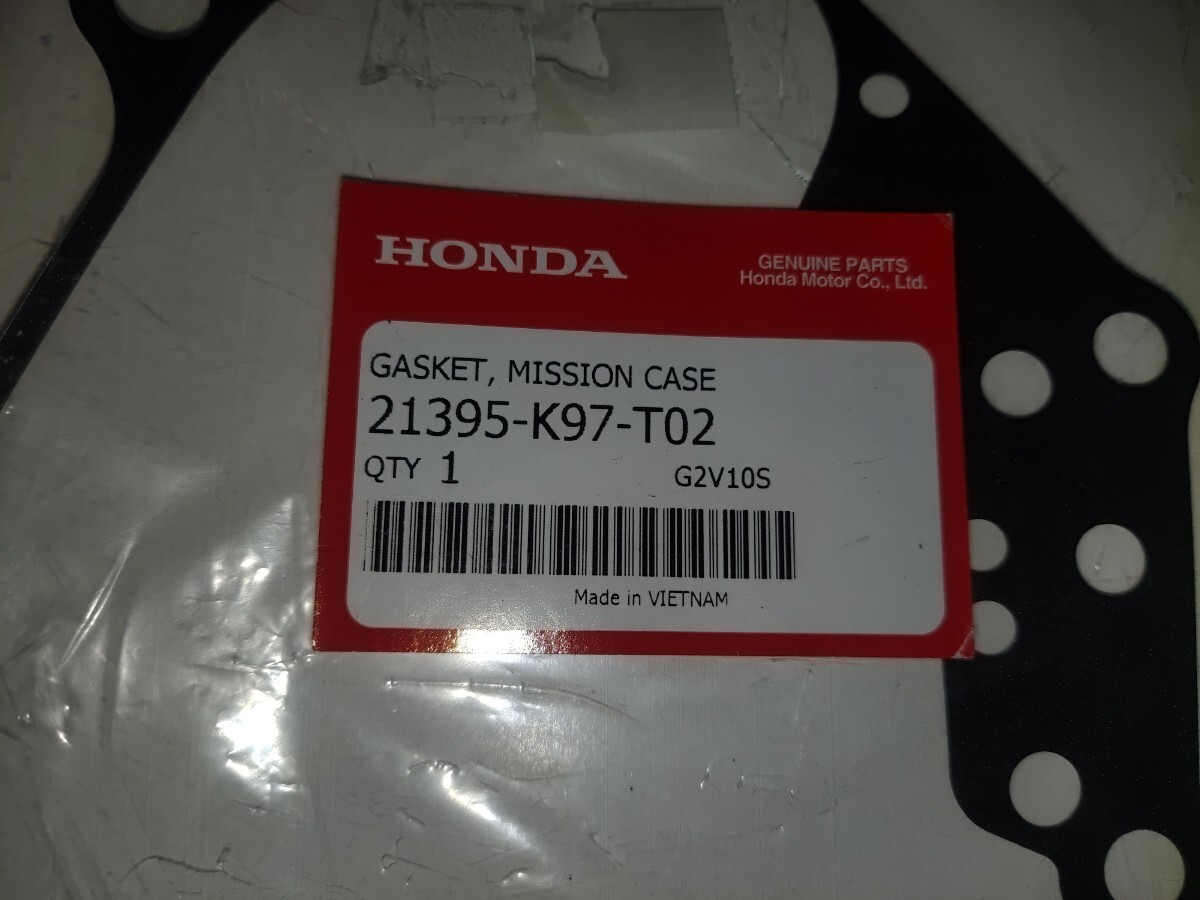 HONDA
GENUINE PARTS
Honda Motor Co., Ltd.
GASKET, MISSION CASE
21395-K97-T02
QTY 1 G2V10S
Made in VIETNAM